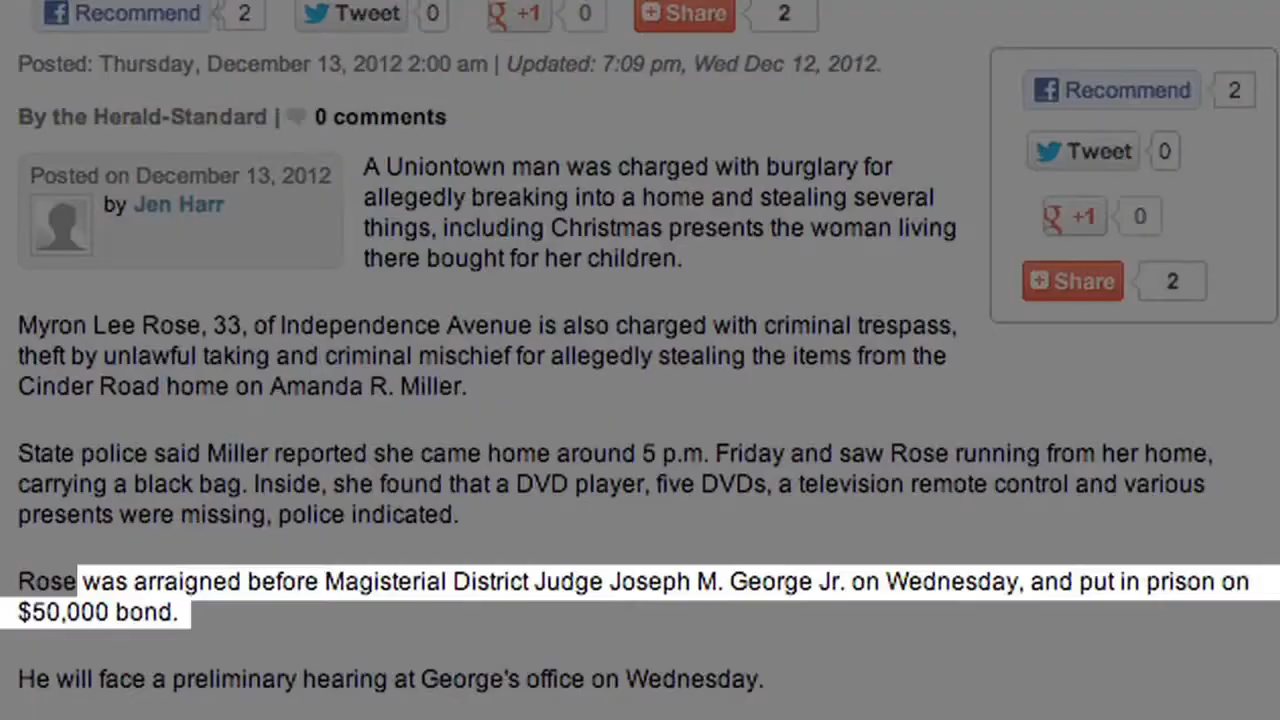 Recommend 2 Tweet 0 +1 0 Share 2
Posted: Thursday, December 13, 2012 2:00 am | Updated: 7:09 pm, Wed Dec 12, 2012.
By the Herald-Standard | 0 comments
Posted on December 13, 2012
by Jen Harr
A Uniontown man was charged with burglary for
allegedly breaking into a home and stealing several
things, including Christmas presents the woman living
there bought for her children.
Recommend 2
Tweet 0
+1 0
Share 2
Myron Lee Rose, 33, of Independence Avenue is also charged with criminal trespass,
theft by unlawful taking and criminal mischief for allegedly stealing the items from the
Cinder Road home on Amanda R. Miller.
State police said Miller reported she came home around 5 p.m. Friday and saw Rose running from her home,
carrying a black bag. Inside, she found that a DVD player, five DVDs, a television remote control and various
presents were missing, police indicated.
Rose was arraigned before Magisterial District Judge Joseph M. George Jr. on Wednesday, and put in prison on
$50,000 bond.
He will face a preliminary hearing at George's office on Wednesday.